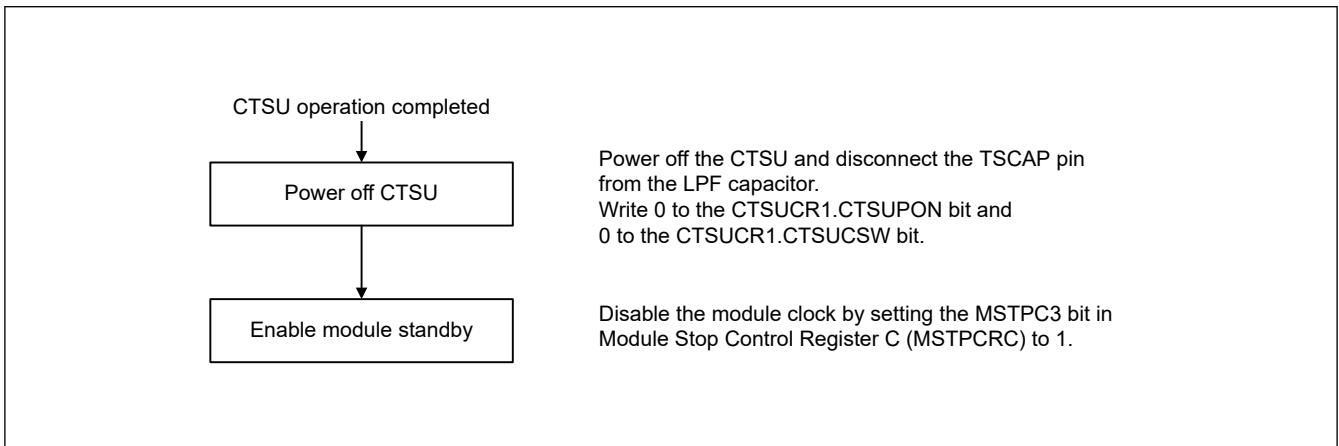 CTSU operation completed
Power off CTSU
Power off the CTSU and disconnect the TSCAP pin
from the LPF capacitor.
Write 0 to the CTSUCR1.CTSUPON bit and
0 to the CTSUCR1.CTSUCSW bit.
Enable module standby
Disable the module clock by setting the MSTPC3 bit in
Module Stop Control Register C (MSTPCRC) to 1.